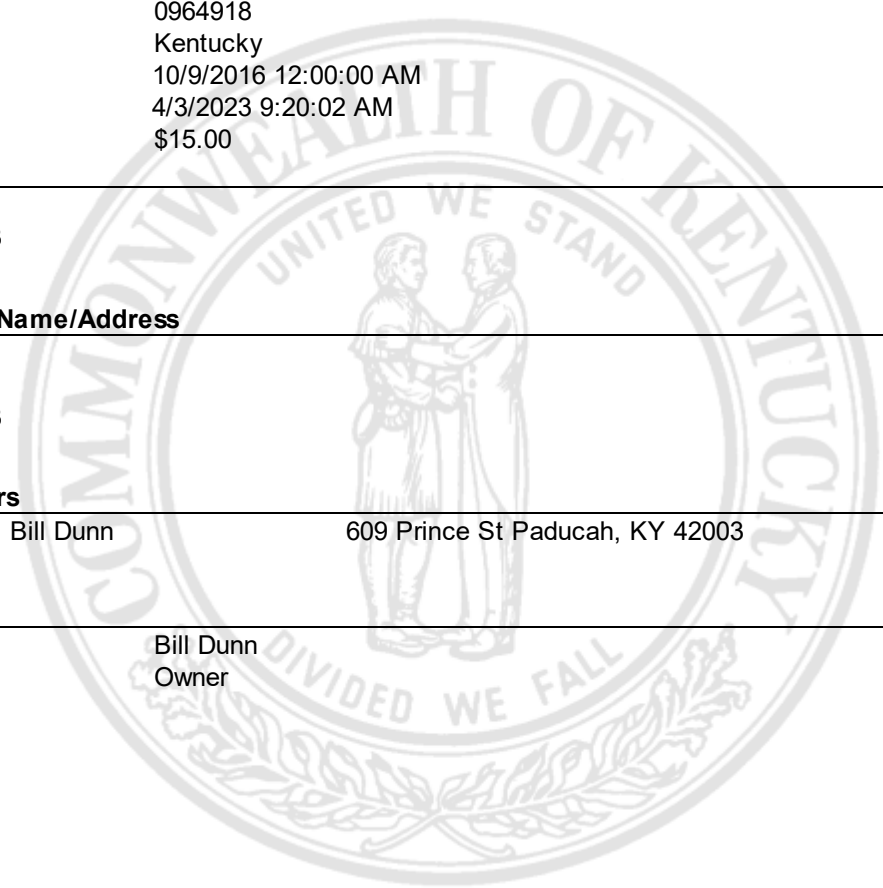 0964918
Kentucky
10/9/2016 12:00:00 AM
4/3/2023 9:20:02 AM
$15.00
Name/Address
rs
Bill Dunn 609 Prince St Paducah, KY 42003
Bill Dunn
Owner
COMMONWEALTH OF KENTUCKY
UNITED WE STAND
DIVIDED WE FALL